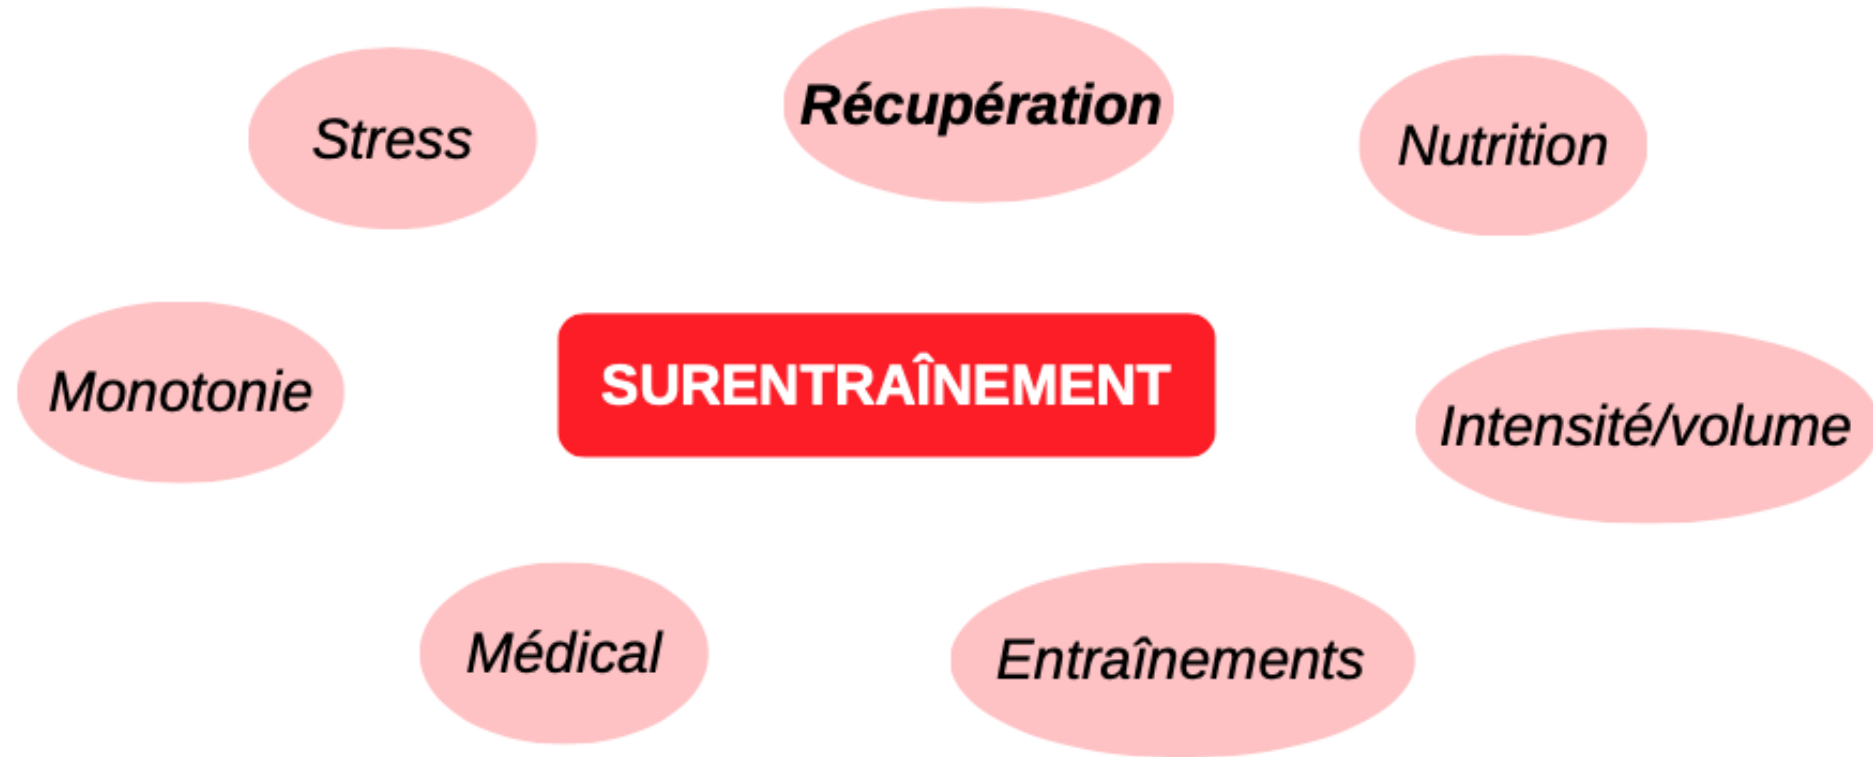 Stress
Récupération
Nutrition
Monotonie
SURENTRAÎNEMENT
Intensité/volume
Médical
Entraînements